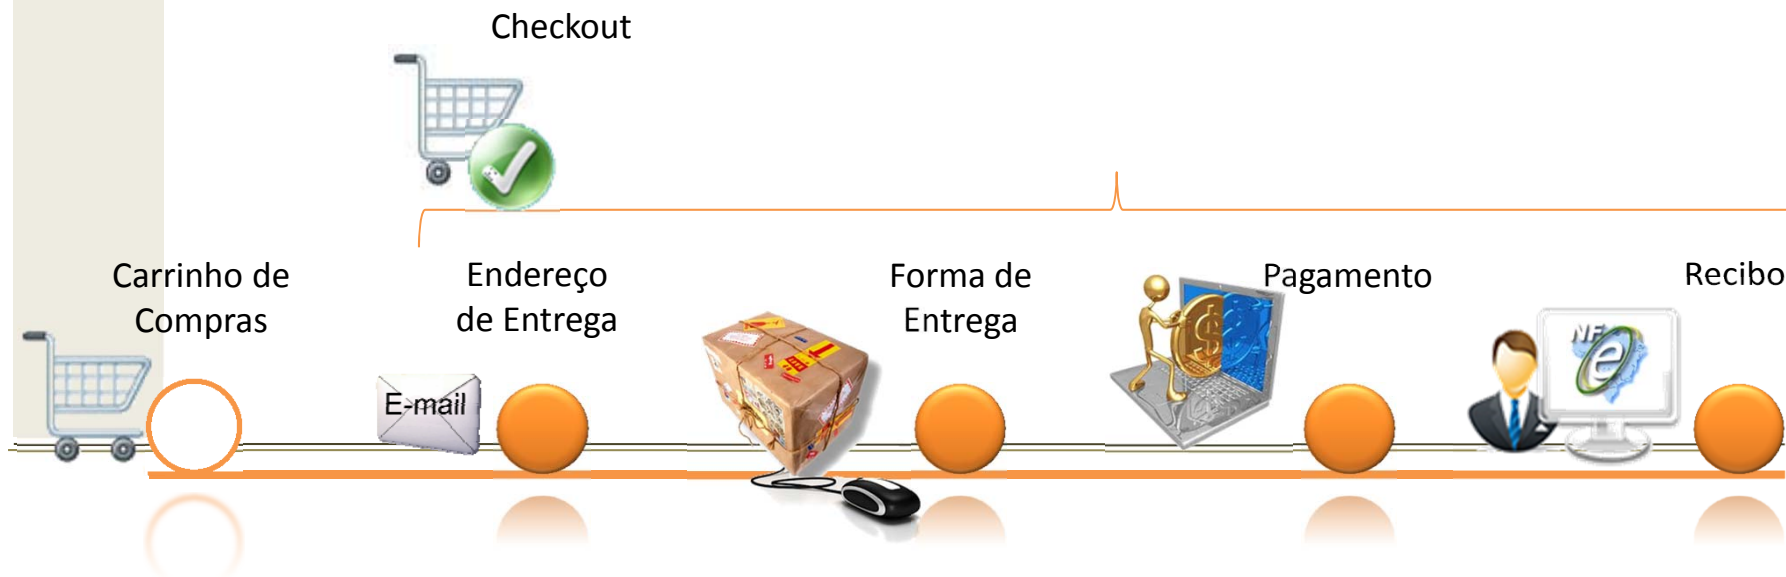 Checkout
Carrinho de
Compras
Endereço
de Entrega
Forma de
Entrega
Pagamento
Recibo
E-mail
$
NF
e